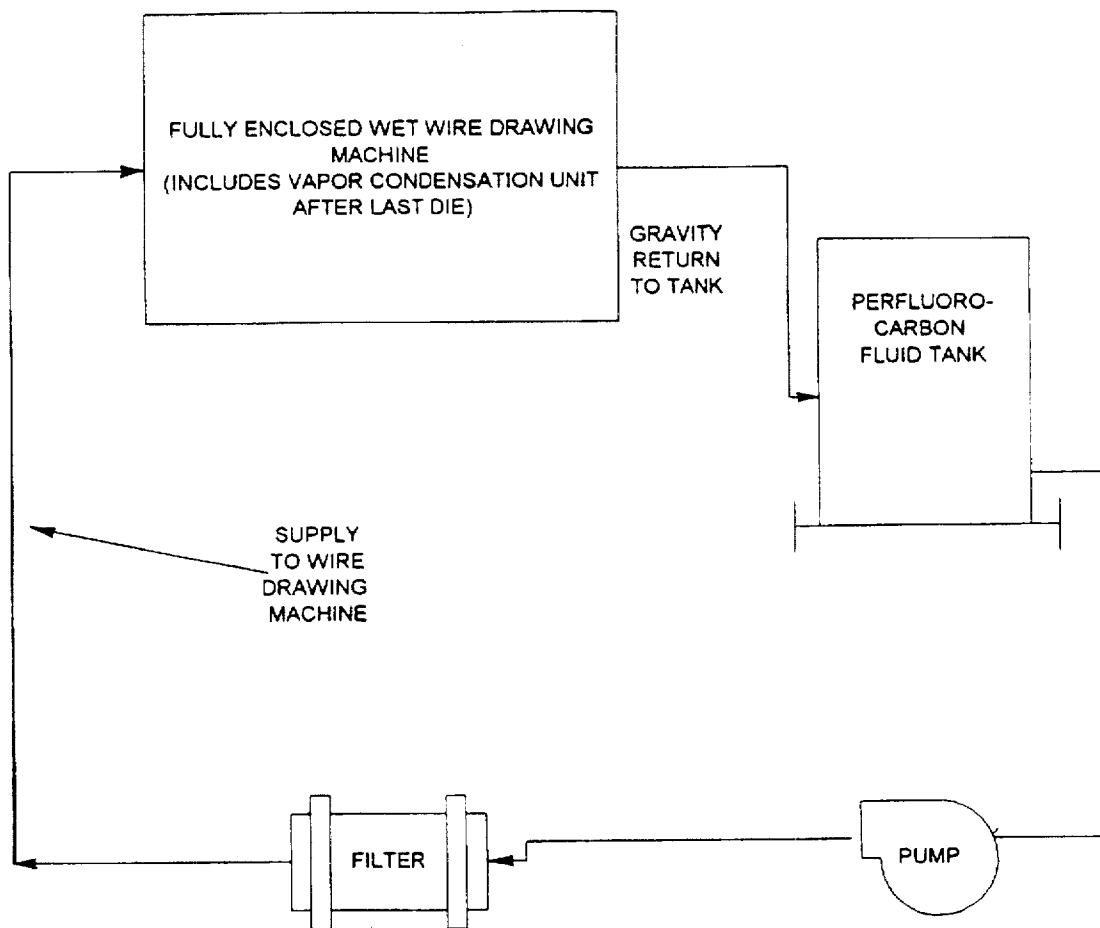 FULLY ENCLOSED WET WIRE DRAWING
MACHINE
(INCLUDES VAPOR CONDENSATION UNIT
AFTER LAST DIE)
GRAVITY
RETURN
TO TANK
PERFLUORO-
CARBON
FLUID TANK
SUPPLY
TO WIRE
DRAWING
MACHINE
FILTER
PUMP